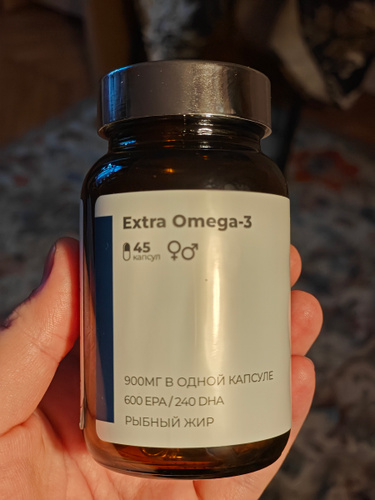 Extra Omega-3
45
капсул
900МГ В ОДНОЙ КАПСУЛЕ
600 EPA / 240 DHA
РЫБНЫЙ ЖИР